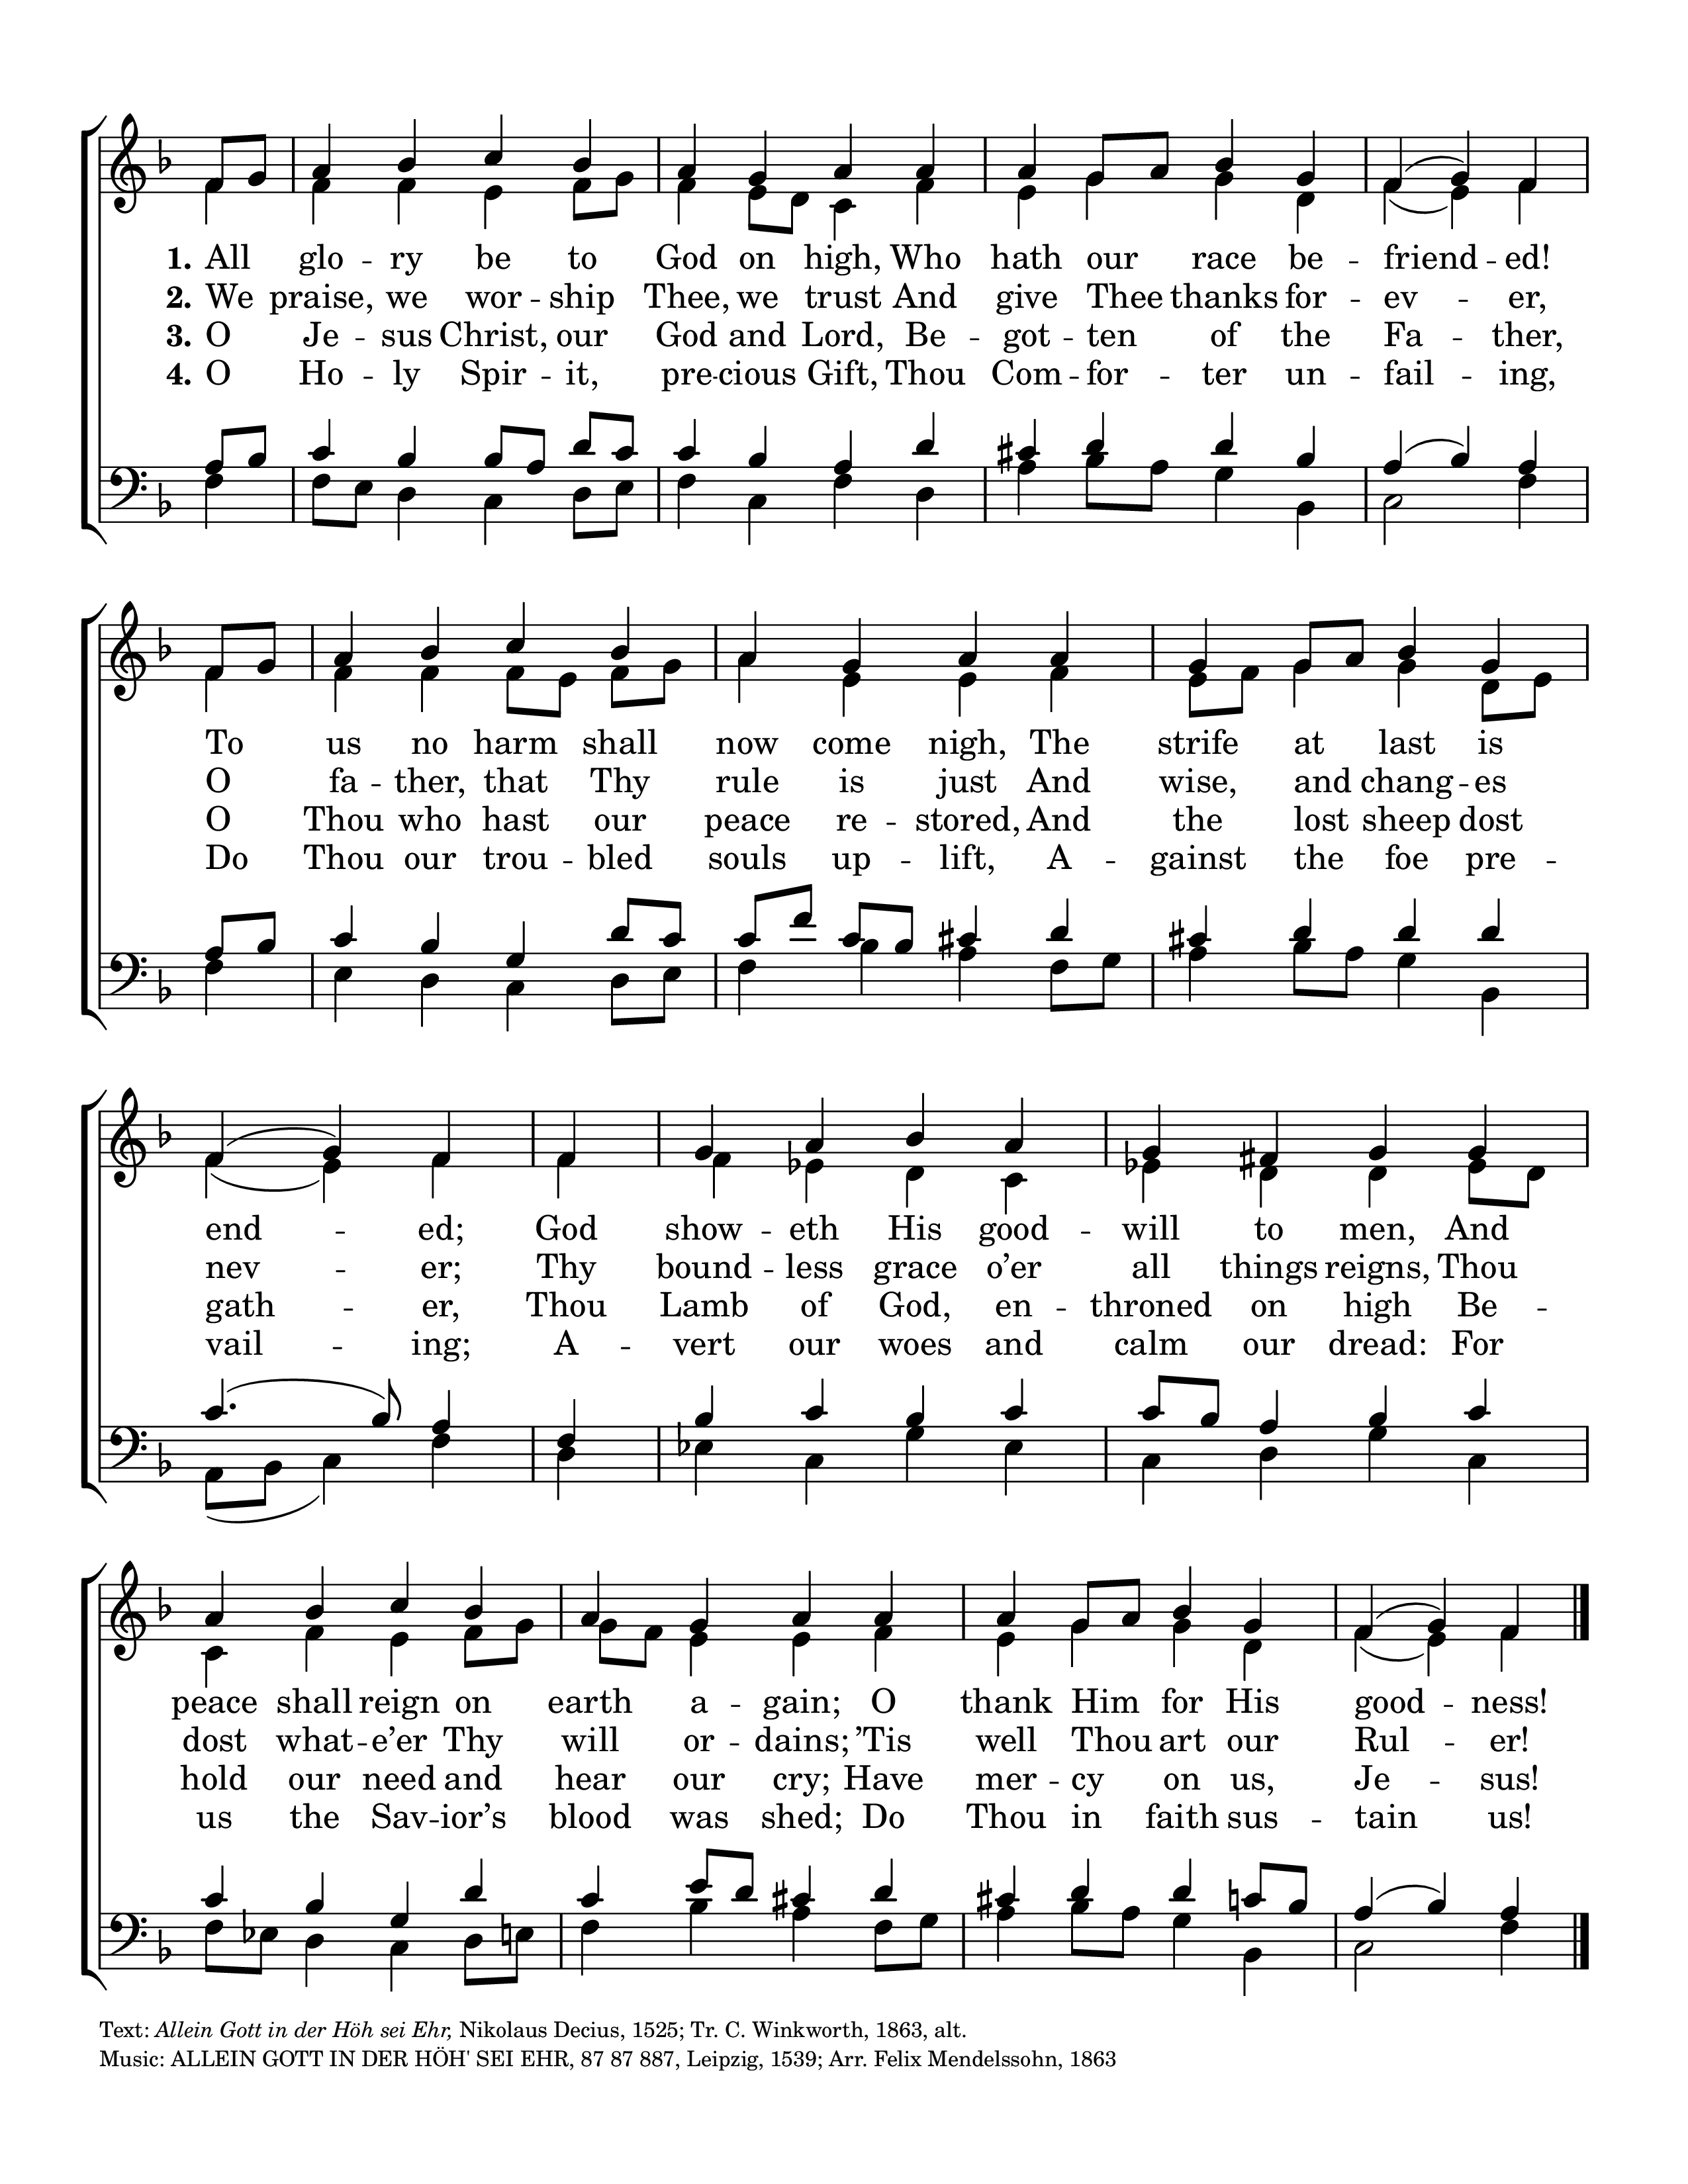 1. All glo -- ry be to God on high, Who hath our race be -- friend -- ed!
2. We praise, we wor -- ship Thee, we trust And give Thee thanks for -- ev -- er,
3. O Je -- sus Christ, our God and Lord, Be -- got -- ten of the Fa -- ther,
4. O Ho -- ly Spir -- it, pre -- cious Gift, Thou Com -- for -- ter un -- fail -- ing,
To us no harm shall now come nigh, The strife at last is
O fa -- ther, that Thy rule is just And wise, and chang -- es
O Thou who hast our peace re -- stored, And the lost sheep dost
Do Thou our trou -- bled souls up -- lift, A -- gainst the foe pre --
end -- ed; God show -- eth His good -- will to men, And
nev -- er; Thy bound -- less grace o’er all things reigns, Thou
gath -- er, Thou Lamb of God, en -- throned on high Be --
vail -- ing; A -- vert our woes and calm our dread: For
peace shall reign on earth a -- gain; O thank Him for His good -- ness!
dost what -- e’er Thy will or -- dains; ’Tis well Thou art our Rul -- er!
hold our need and hear our cry; Have mer -- cy on us, Je -- sus!
us the Sav -- ior’s blood was shed; Do Thou in faith sus -- tain us!
Text: Allein Gott in der Höh sei Ehr, Nikolaus Decius, 1525; Tr. C. Winkworth, 1863, alt.
Music: ALLEIN GOTT IN DER HÖH' SEI EHR, 87 87 887, Leipzig, 1539; Arr. Felix Mendelssohn, 1863